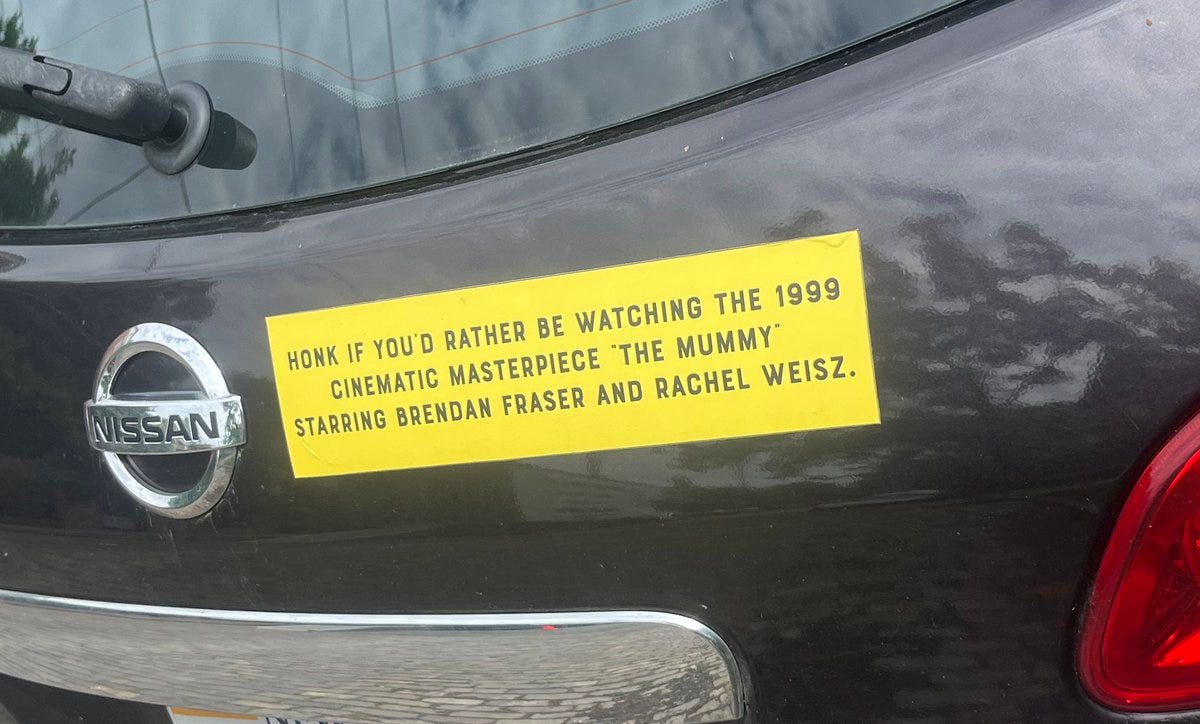 NISSAN
HONK IF YOU'D RATHER BE WATCHING THE 1999
CINEMATIC MASTERPIECE "THE MUMMY"
STARRING BRENDAN FRASER AND RACHEL WEISZ.